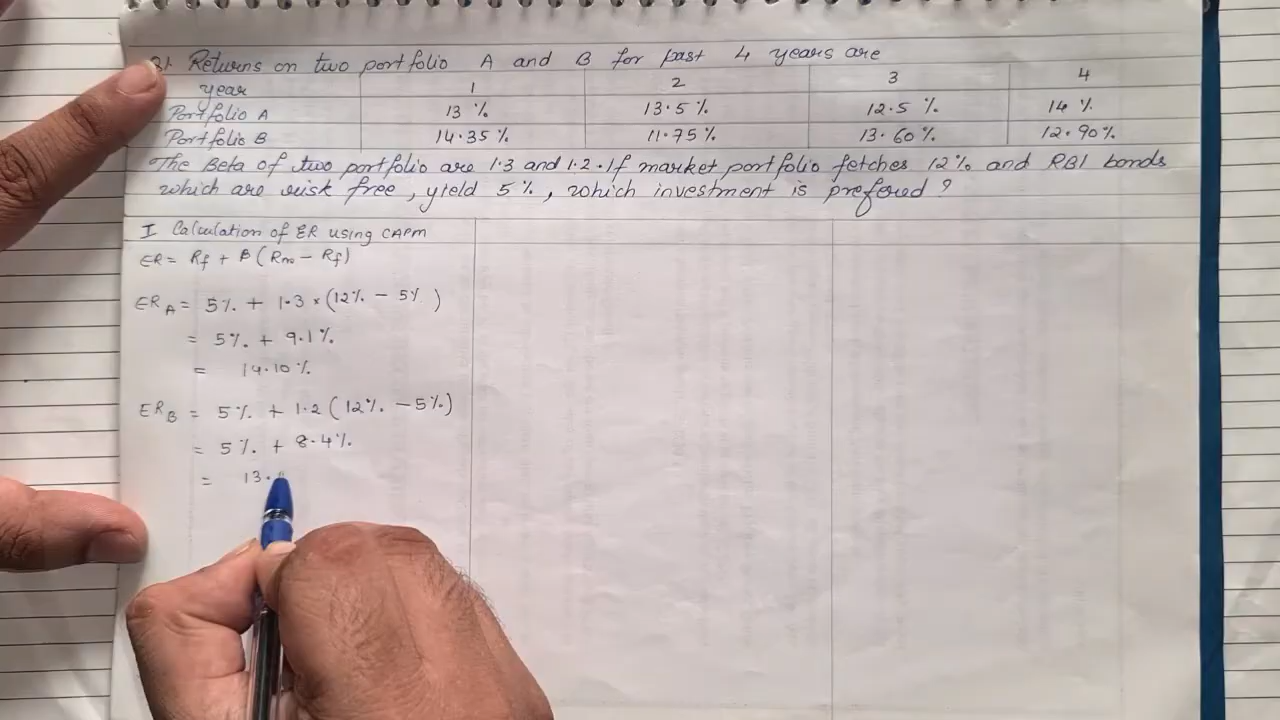 Q1. Returns on two portfolio A and B for past 4 years are
year 1 2 3 4
Portfolio A 13 % 13.5 % 12.5 % 14 %
Portfolio B 14.35 % 11.75 % 13.60 % 12.90 %
The Beta of two portfolio are 1.3 and 1.2. If market portfolio fetches 12% and RBI bonds
which are risk free, yield 5%, which investment is prefered?
I Calculation of ER using CAPM
ER = Rf + β (Rm - Rf)
ER A = 5% + 1.3 × (12% - 5% )
= 5% + 9.1%
= 14.10%
ER B = 5% + 1.2 (12% - 5%)
= 5% + 8.4%
= 13.